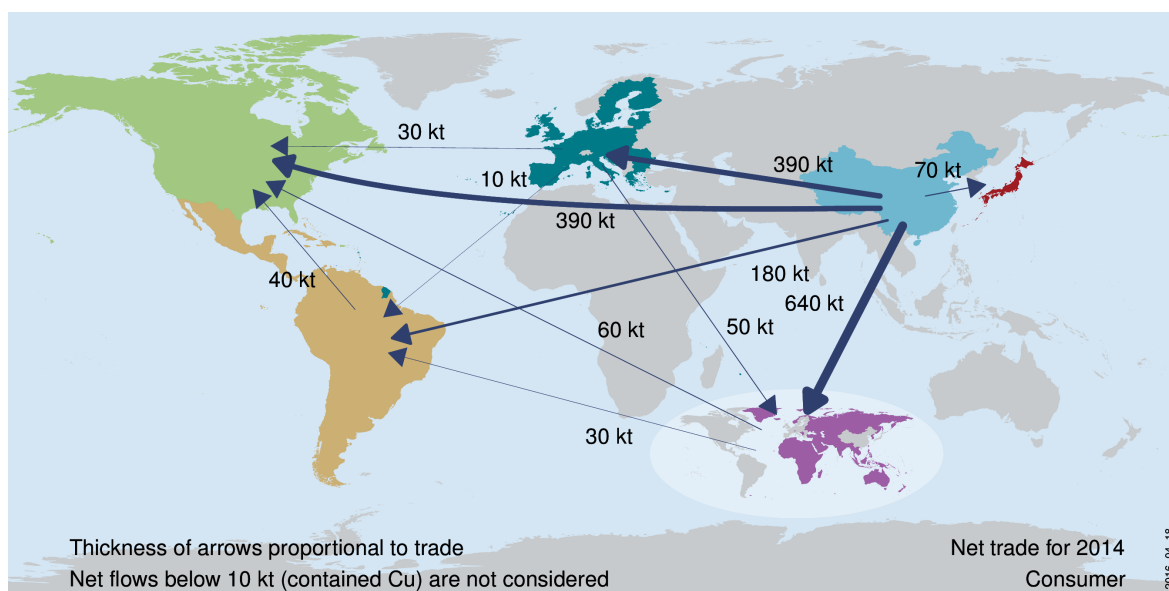 30 kt
390 kt
70 kt
10 kt
390 kt
40 kt
180 kt
640 kt
60 kt
50 kt
30 kt
Thickness of arrows proportional to trade
Net trade for 2014
Net flows below 10 kt (contained Cu) are not considered
Consumer
2016_04_18